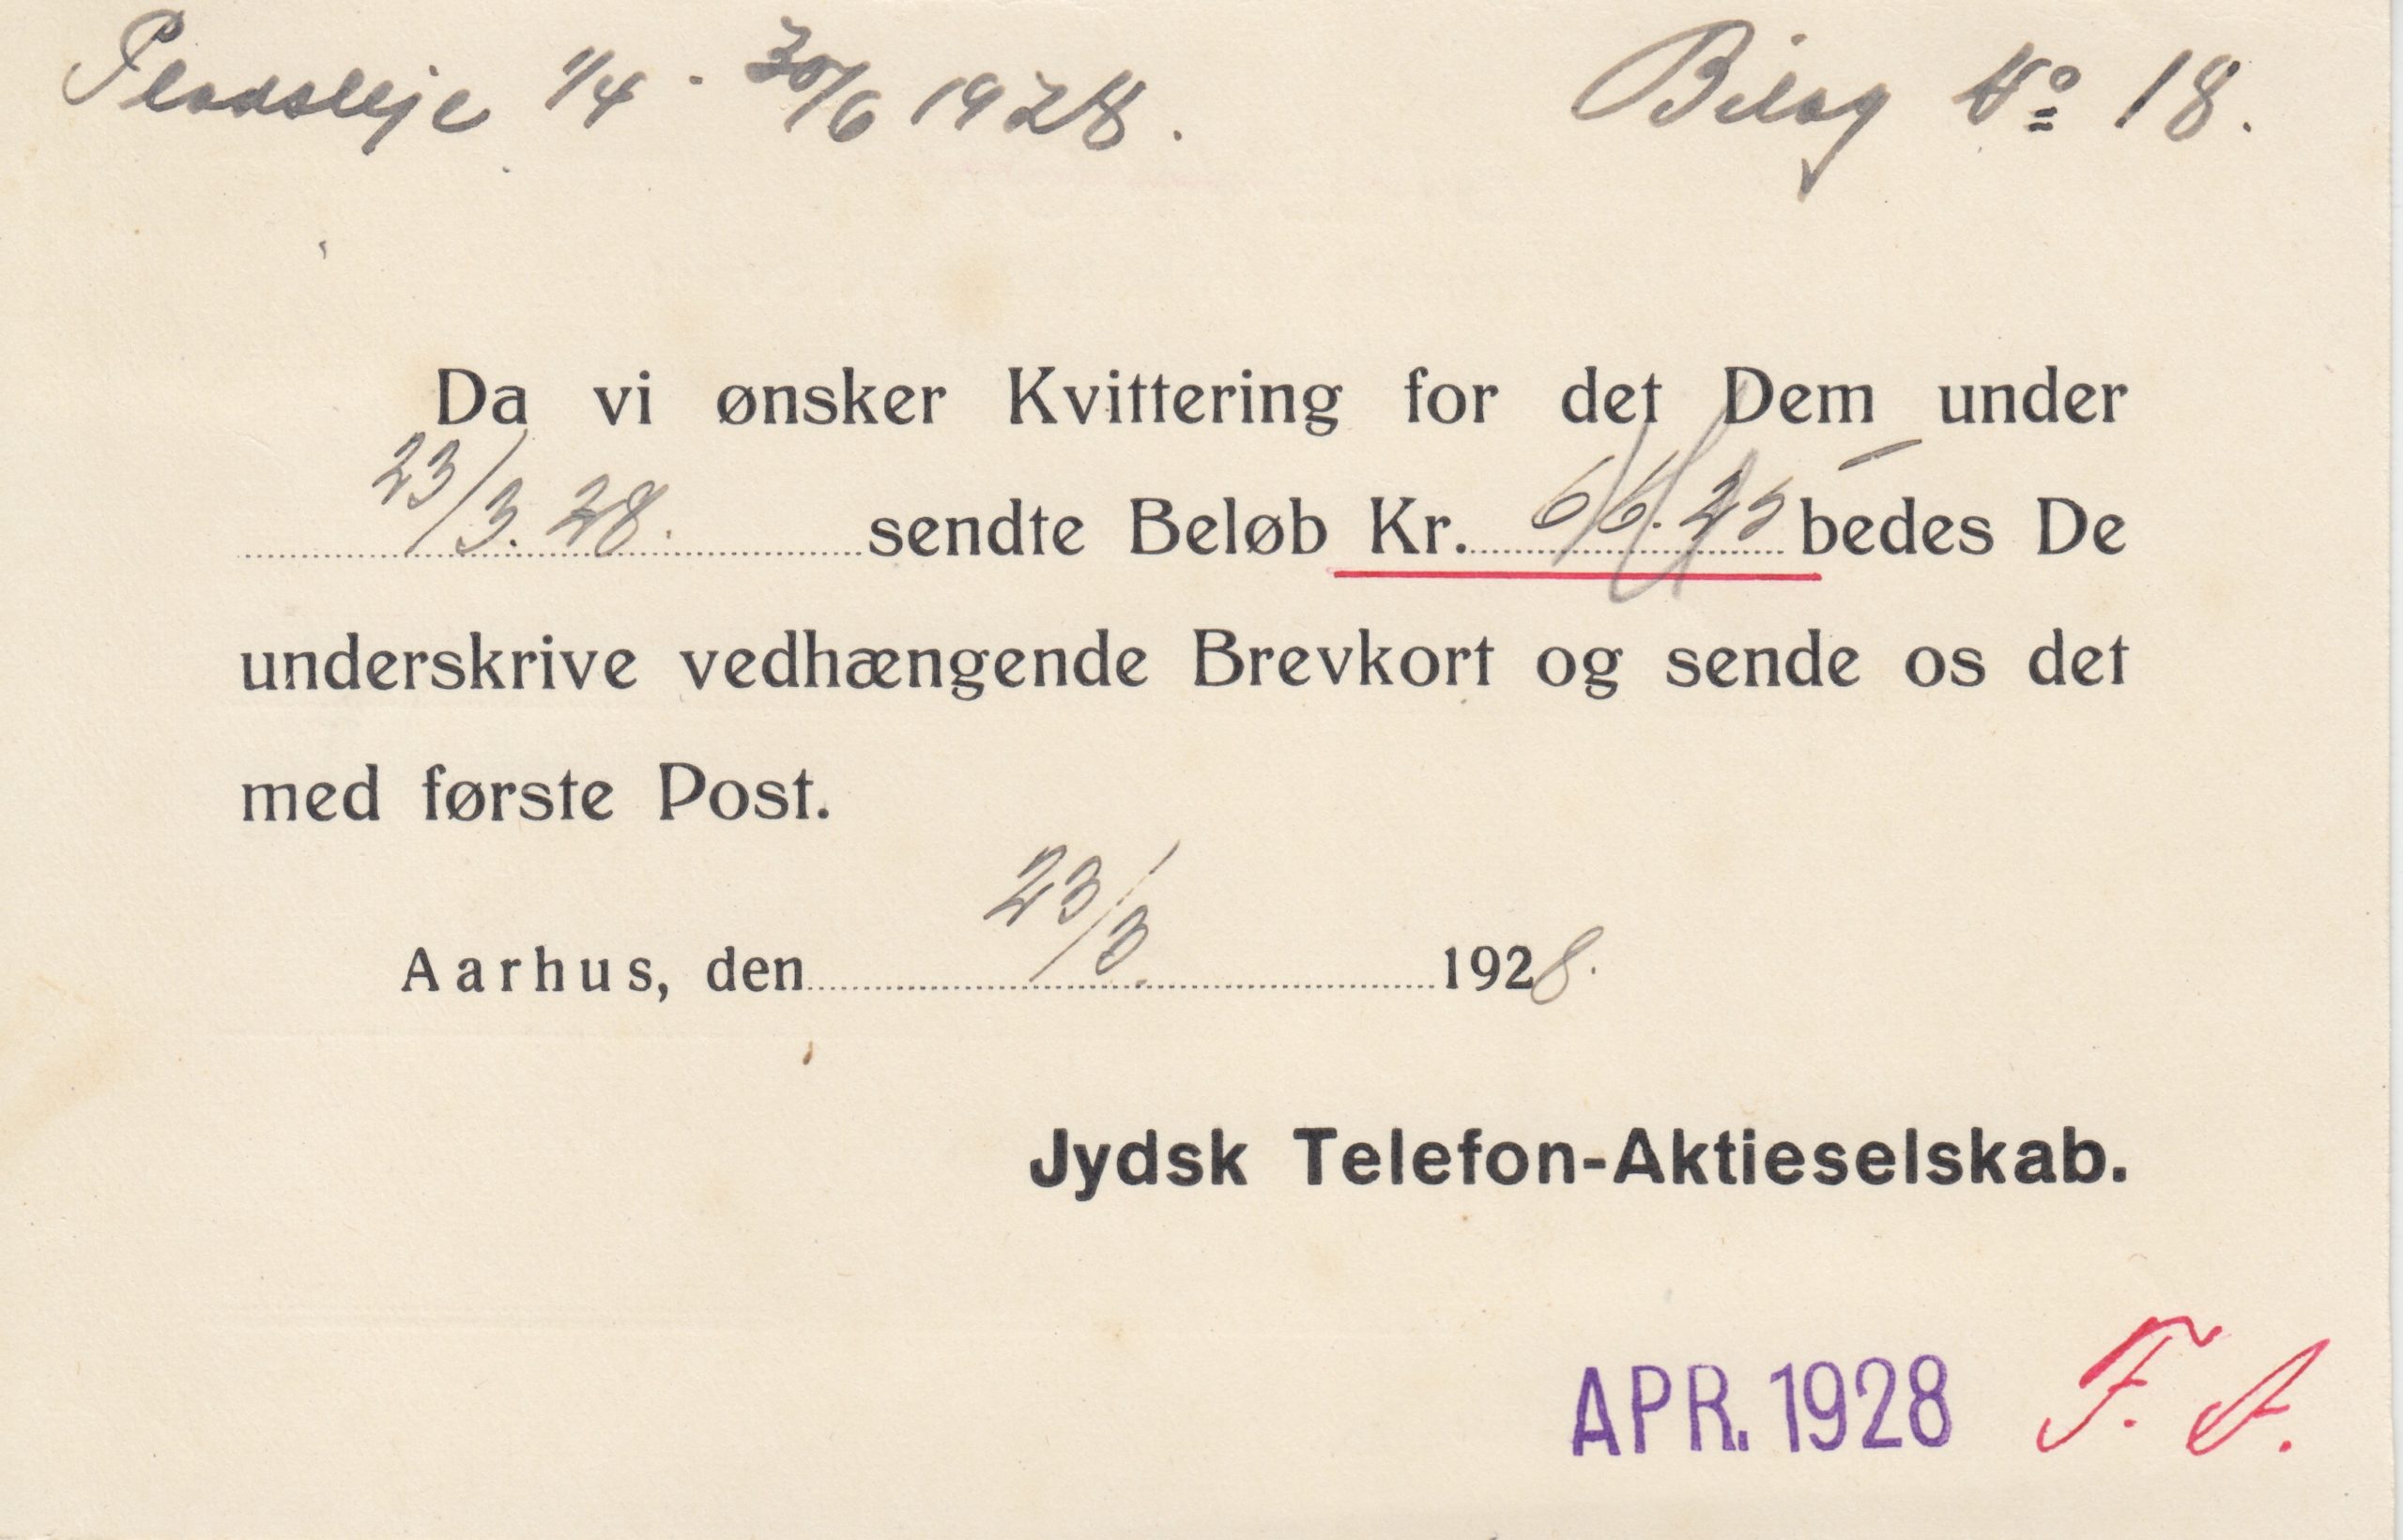 Pladsleje 1/4 - 30/6 1928. Bilag No 18.
Da vi ønsker Kvittering for det Dem under
23/3. 28. sendte Beløb Kr. 66.25 bedes De
underskrive vedhængende Brevkort og sende os det
med første Post.
Aarhus, den 23/3. 1928.
Jydsk Telefon-Aktieselskab.
APR. 1928 F. A.